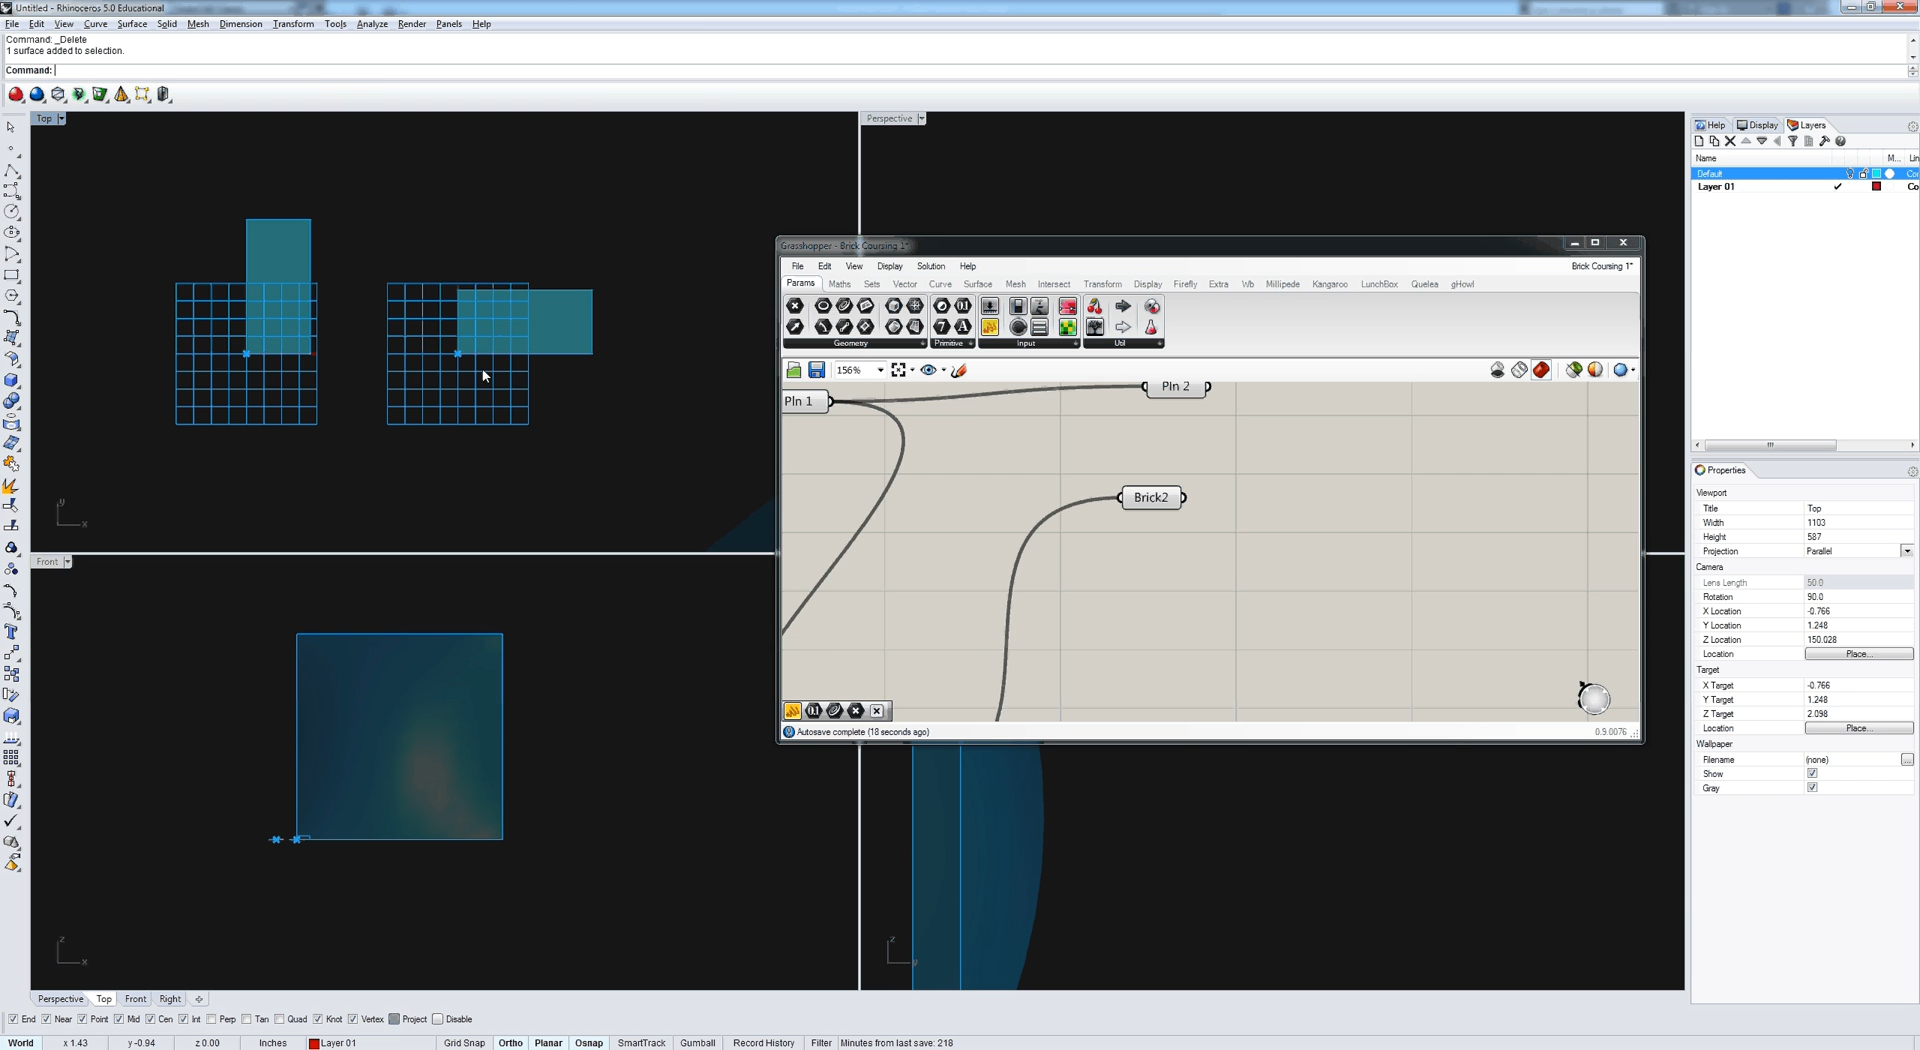 Untitled - Rhinoceros 5.0 Educational
File Edit View Curve Surface Solid Mesh Dimension Transform Tools Analyze Render Panels Help
Command: _Delete
1 surface added to selection.
Command:
Top
Perspective
Help Display Layers
Name M... Lin
Default Cor
Layer 01 Co
Grasshopper - Brick Coursing 1*
File Edit View Display Solution Help Brick Coursing 1*
Params Maths Sets Vector Curve Surface Mesh Intersect Transform Display Firefly Extra Wb Millipede Kangaroo LunchBox Quelea gHowl
Geometry Primitive Input Util
156%
Pln 1
Pln 2
Brick2
Autosave complete (18 seconds ago) 0.9.0076
y
x
Front
z
x
z
Properties
Viewport
Title Top
Width 1103
Height 587
Projection Parallel
Camera
Lens Length 50.0
Rotation 90.0
X Location -0.766
Y Location 1.248
Z Location 150.028
Location Place...
Target
X Target -0.766
Y Target 1.248
Z Target 2.098
Location Place...
Wallpaper
Filename (none) ...
Show
Gray
Perspective Top Front Right
End Near Point Mid Cen Int Perp Tan Quad Knot Vertex Project Disable
World x 1.43 y -0.94 z 0.00 Inches Layer 01 Grid Snap Ortho Planar Osnap SmartTrack Gumball Record History Filter Minutes from last save: 218